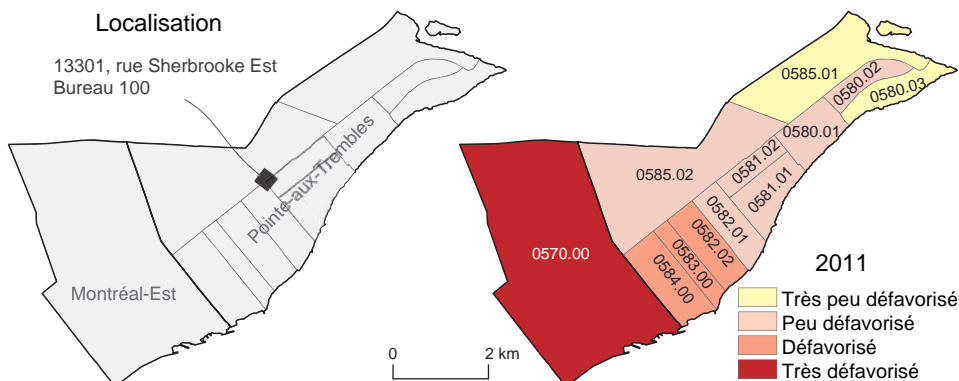 Localisation
13301, rue Sherbrooke Est
Bureau 100
Pointe-aux-Trembles
Montréal-Est
0 2 km
0585.01
0580.02
0580.03
0580.01
0581.02
0581.01
0585.02
0582.01
0582.02
0583.00
0584.00
0570.00
2011
Très peu défavorisé
Peu défavorisé
Défavorisé
Très défavorisé